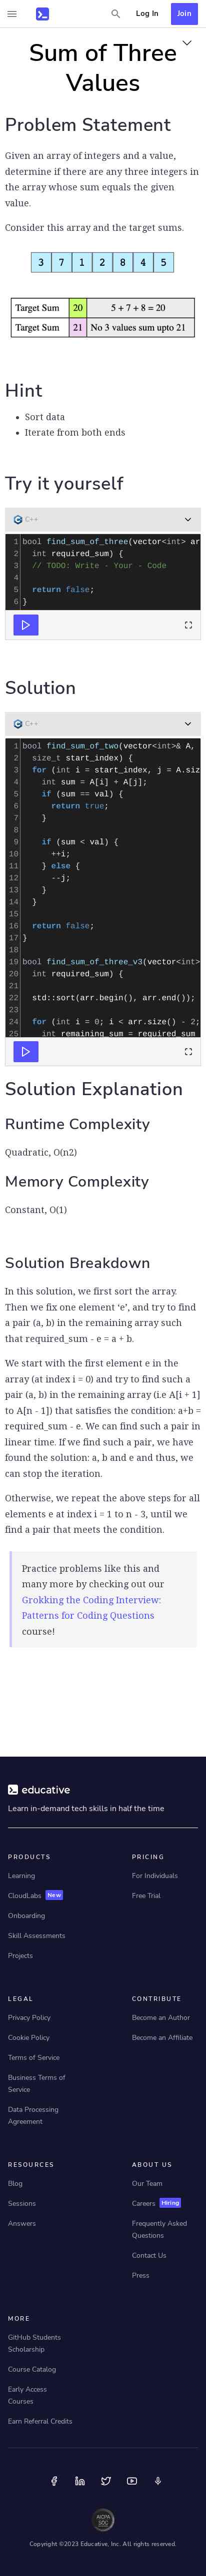 Log In
Join
Sum of Three
Values
Problem Statement
Given an array of integers and a value,
determine if there are any three integers in
the array whose sum equals the given
value.
Consider this array and the target sums.
3 7 1 2 8 4 5
Target Sum 20 5 + 7 + 8 = 20
Target Sum 21 No 3 values sum upto 21
Hint
• Sort data
• Iterate from both ends
Try it yourself
C++
1 bool find_sum_of_three(vector<int> ar
2 int required_sum) {
3 // TODO: Write - Your - Code
4
5 return false;
6 }
Solution
C++
1 bool find_sum_of_two(vector<int>& A,
2 size_t start_index) {
3 for (int i = start_index, j = A.siz
4 int sum = A[i] + A[j];
5 if (sum == val) {
6 return true;
7 }
8
9 if (sum < val) {
10 ++i;
11 } else {
12 --j;
13 }
14 }
15
16 return false;
17 }
18
19 bool find_sum_of_three_v3(vector<int>
20 int required_sum) {
21
22 std::sort(arr.begin(), arr.end());
23
24 for (int i = 0; i < arr.size() - 2;
25 int remaining_sum = required_sum
Solution Explanation
Runtime Complexity
Quadratic, O(n2)
Memory Complexity
Constant, O(1)
Solution Breakdown
In this solution, we first sort the array.
Then we fix one element ‘e’, and try to find
a pair (a, b) in the remaining array such
that required_sum - e = a + b.
We start with the first element e in the
array (at index i = 0) and try to find such a
pair (a, b) in the remaining array (i.e A[i + 1]
to A[n - 1]) that satisfies the condition: a+b =
required_sum - e. We can find such a pair in
linear time. If we find such a pair, we have
found the solution: a, b and e and thus, we
can stop the iteration.
Otherwise, we repeat the above steps for all
elements e at index i = 1 to n - 3, until we
find a pair that meets the condition.
Practice problems like this and
many more by checking out our
Grokking the Coding Interview:
Patterns for Coding Questions
course!
educative
Learn in-demand tech skills in half the time
PRODUCTS
Learning
CloudLabs New
Onboarding
Skill Assessments
Projects
PRICING
For Individuals
Free Trial
LEGAL
Privacy Policy
Cookie Policy
Terms of Service
Business Terms of
Service
Data Processing
Agreement
CONTRIBUTE
Become an Author
Become an Affiliate
RESOURCES
Blog
Sessions
Answers
ABOUT US
Our Team
Careers Hiring
Frequently Asked
Questions
Contact Us
Press
MORE
GitHub Students
Scholarship
Course Catalog
Early Access
Courses
Earn Referral Credits
AICPA
SOC
Copyright ©2023 Educative, Inc. All rights reserved.